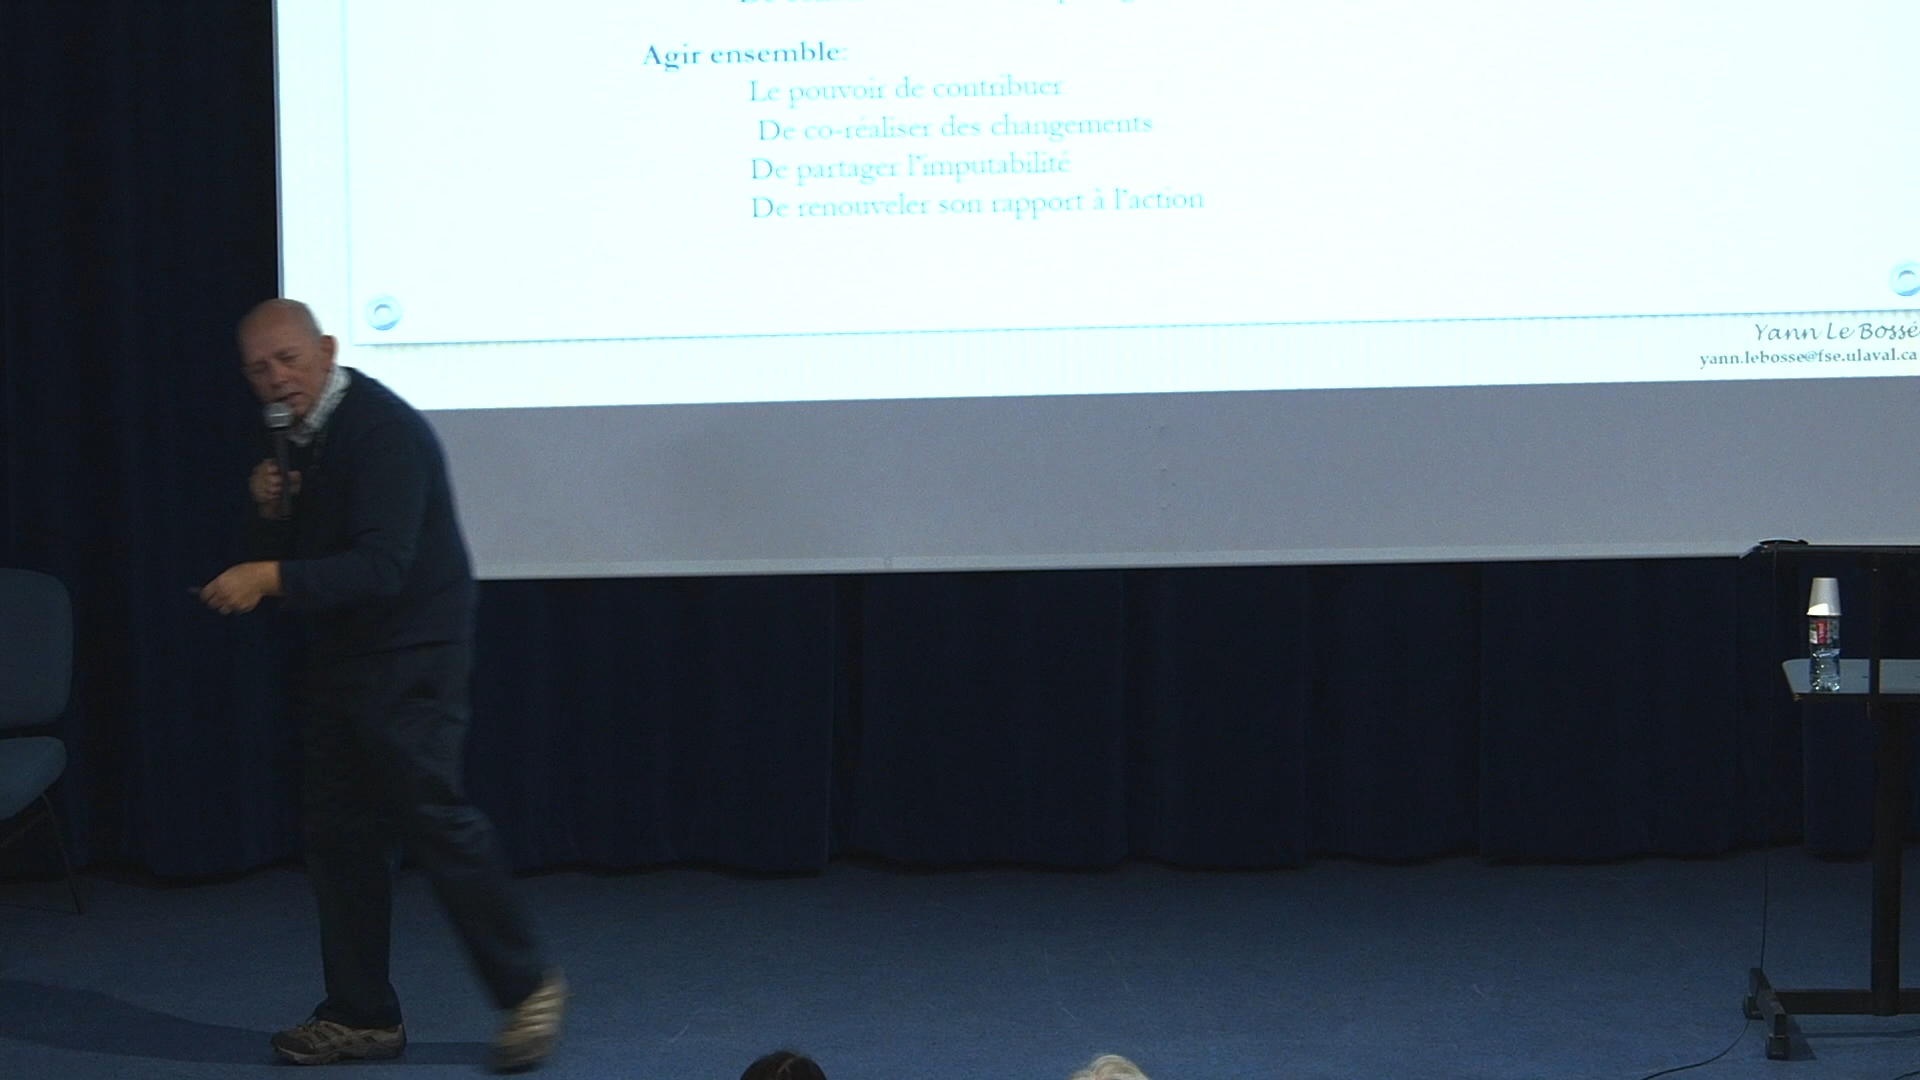 Agir ensemble:
Le pouvoir de contribuer
De co-réaliser des changements
De partager l'imputabilité
De renouveler son rapport à l'action
Yann Le Bossé
yann.lebosse@fse.ulaval.ca